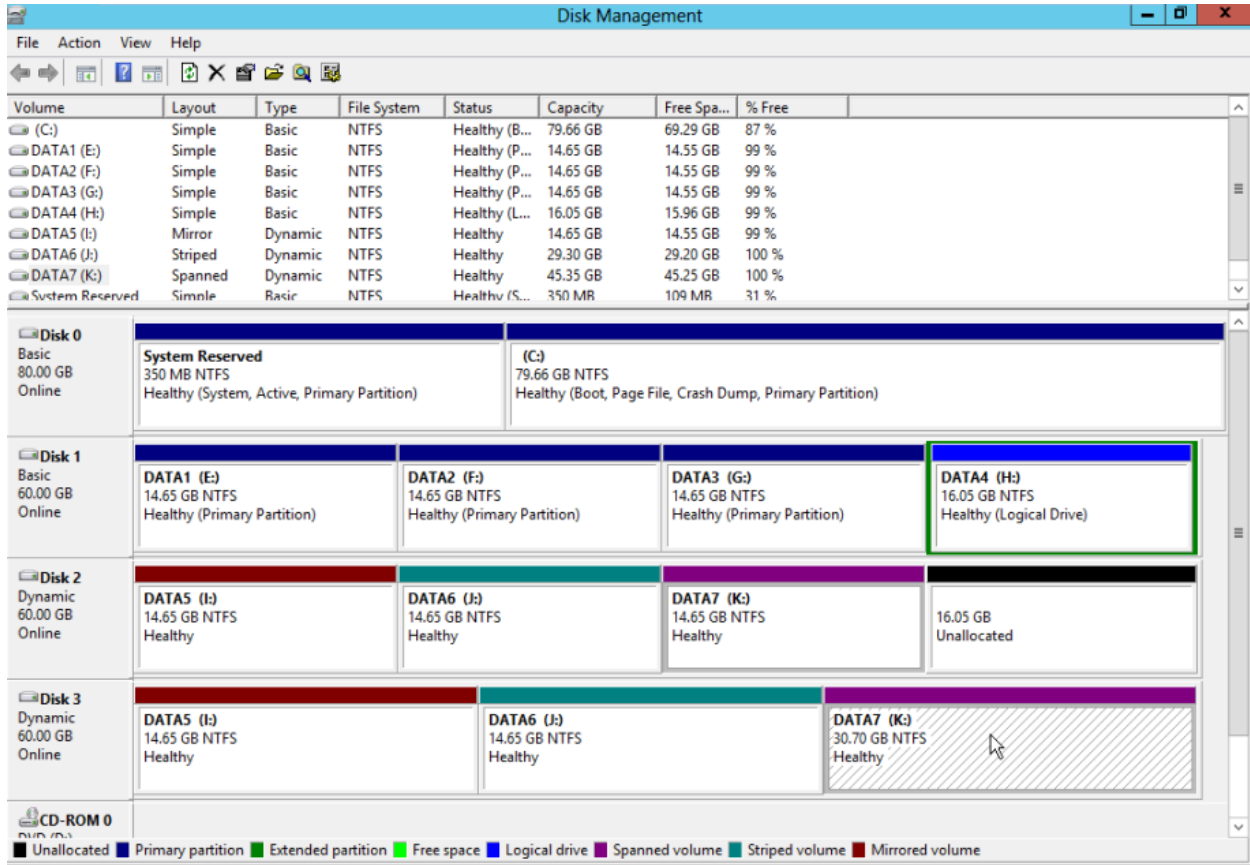 Disk Management
File Action View Help
Volume Layout Type File System Status Capacity Free Spa... % Free
(C:) Simple Basic NTFS Healthy (B... 79.66 GB 69.29 GB 87 %
DATA1 (E:) Simple Basic NTFS Healthy (P... 14.65 GB 14.55 GB 99 %
DATA2 (F:) Simple Basic NTFS Healthy (P... 14.65 GB 14.55 GB 99 %
DATA3 (G:) Simple Basic NTFS Healthy (P... 14.65 GB 14.55 GB 99 %
DATA4 (H:) Simple Basic NTFS Healthy (L... 16.05 GB 15.96 GB 99 %
DATA5 (I:) Mirror Dynamic NTFS Healthy 14.65 GB 14.55 GB 99 %
DATA6 (J:) Striped Dynamic NTFS Healthy 29.30 GB 29.20 GB 100 %
DATA7 (K:) Spanned Dynamic NTFS Healthy 45.35 GB 45.25 GB 100 %
System Reserved Simple Basic NTFS Healthy (S... 350 MB 109 MB 31 %
Disk 0
Basic
80.00 GB
Online
System Reserved
350 MB NTFS
Healthy (System, Active, Primary Partition)
(C:)
79.66 GB NTFS
Healthy (Boot, Page File, Crash Dump, Primary Partition)
Disk 1
Basic
60.00 GB
Online
DATA1 (E:)
14.65 GB NTFS
Healthy (Primary Partition)
DATA2 (F:)
14.65 GB NTFS
Healthy (Primary Partition)
DATA3 (G:)
14.65 GB NTFS
Healthy (Primary Partition)
DATA4 (H:)
16.05 GB NTFS
Healthy (Logical Drive)
Disk 2
Dynamic
60.00 GB
Online
DATA5 (I:)
14.65 GB NTFS
Healthy
DATA6 (J:)
14.65 GB NTFS
Healthy
DATA7 (K:)
14.65 GB NTFS
Healthy
16.05 GB
Unallocated
Disk 3
Dynamic
60.00 GB
Online
DATA5 (I:)
14.65 GB NTFS
Healthy
DATA6 (J:)
14.65 GB NTFS
Healthy
DATA7 (K:)
30.70 GB NTFS
Healthy
CD-ROM 0
DVD (D:)
Unallocated Primary partition Extended partition Free space Logical drive Spanned volume Striped volume Mirrored volume